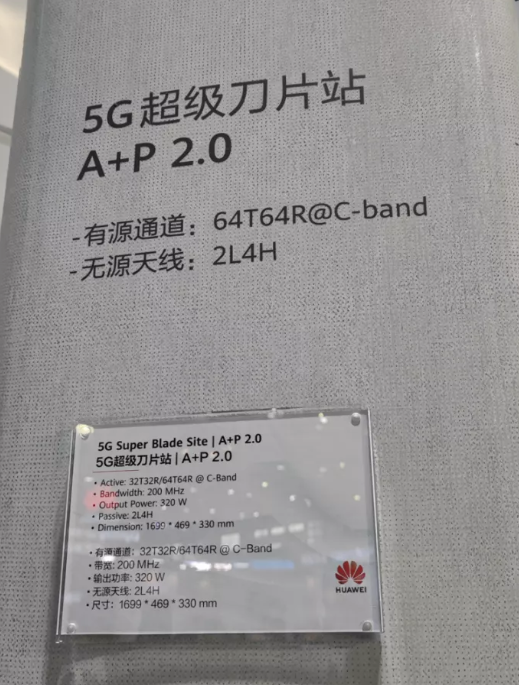 5G超级刀片站
A+P 2.0
-有源通道：64T64R@C-band
-无源天线：2L4H
5G Super Blade Site | A+P 2.0
5G超级刀片站 | A+P 2.0
• Active: 32T32R/64T64R @ C-Band
• Bandwidth: 200 MHz
• Output Power: 320 W
• Passive: 2L4H
• Dimension: 1699 * 469 * 330 mm
• 有源通道: 32T32R/64T64R @ C-Band
• 带宽: 200 MHz
• 输出功率: 320 W
• 无源天线: 2L4H
• 尺寸: 1699 * 469 * 330 mm
HUAWEI